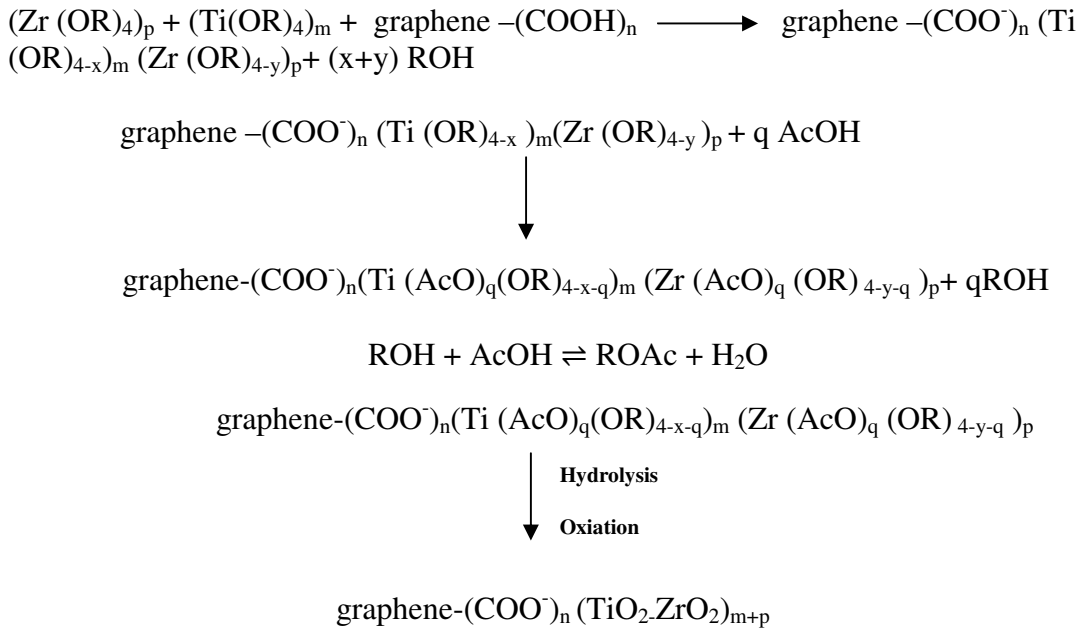 (Zr (OR)₄)ₚ + (Ti(OR)₄)ₘ + graphene –(COOH)ₙ ⟶ graphene –(COO⁻)ₙ (Ti
(OR)₄₋ₓ)ₘ (Zr (OR)₄₋y)ₚ+ (x+y) ROH
graphene –(COO⁻)ₙ (Ti (OR)₄₋ₓ )ₘ(Zr (OR)₄₋y )ₚ + q AcOH
graphene-(COO⁻)ₙ(Ti (AcO)q(OR)₄₋ₓ₋q)ₘ (Zr (AcO)q (OR) ₄₋y₋q )ₚ+ qROH
ROH + AcOH ⇌ ROAc + H₂O
graphene-(COO⁻)ₙ(Ti (AcO)q(OR)₄₋ₓ₋q)ₘ (Zr (AcO)q (OR) ₄₋y₋q )ₚ
Hydrolysis
Oxiation
graphene-(COO⁻)ₙ (TiO₂-ZrO₂)ₘ₊ₚ